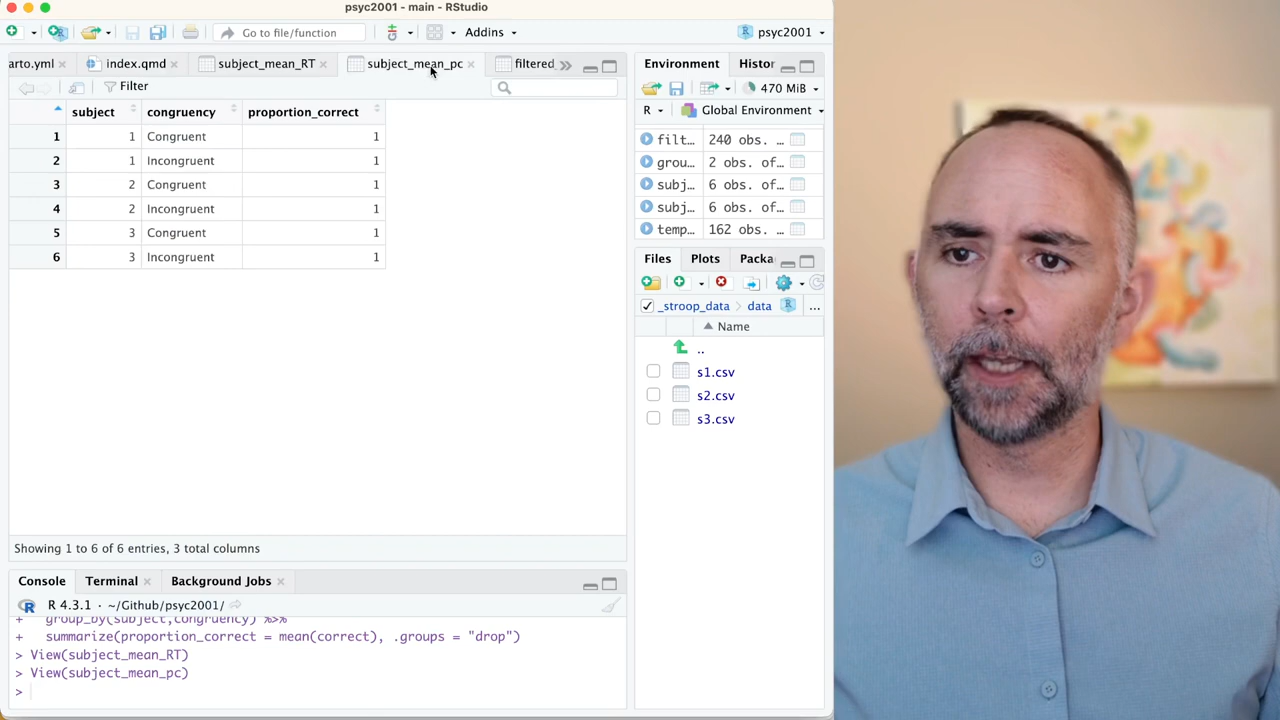 psyc2001 - main - RStudio
Go to file/function
Addins
psyc2001
arto.yml
index.qmd
subject_mean_RT
subject_mean_pc
filtered
Filter
subject congruency proportion_correct
1 1 Congruent 1
2 1 Incongruent 1
3 2 Congruent 1
4 2 Incongruent 1
5 3 Congruent 1
6 3 Incongruent 1
Showing 1 to 6 of 6 entries, 3 total columns
Console Terminal Background Jobs
R 4.3.1 · ~/Github/psyc2001/
+ group_by(subject,congruency) %>%
+ summarize(proportion_correct = mean(correct), .groups = "drop")
> View(subject_mean_RT)
> View(subject_mean_pc)
>
Environment Histor
470 MiB
R Global Environment
filt... 240 obs. ...
grou... 2 obs. of...
subj... 6 obs. of...
subj... 6 obs. of...
temp... 162 obs. ...
Files Plots Packa
_stroop_data data ...
Name
..
s1.csv
s2.csv
s3.csv